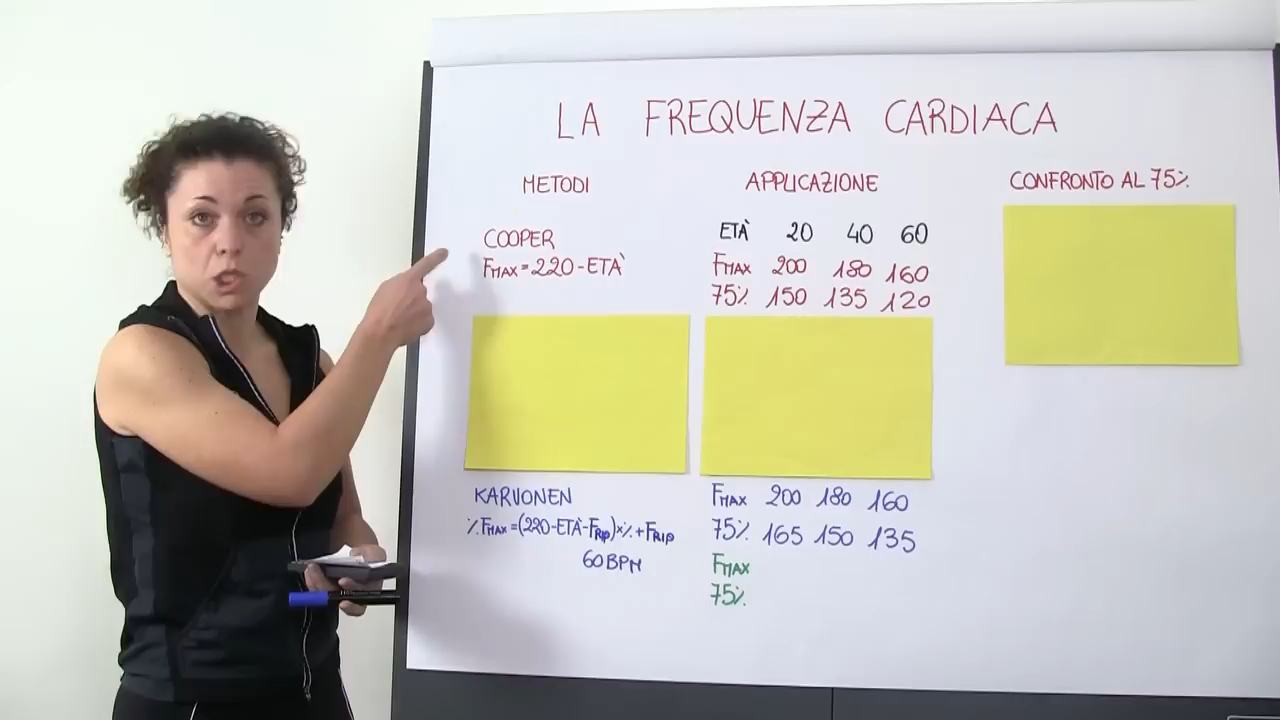 LA FREQUENZA CARDIACA
METODI
COOPER
FMAX=220-ETÀ
KARVONEN
% FMAX=(220-ETÀ-FRIP)×%+FRIP
60BPM
APPLICAZIONE
ETÀ 20 40 60
FMAX 200 180 160
75% 150 135 120
FMAX 200 180 160
75% 165 150 135
FMAX
75%
CONFRONTO AL 75%